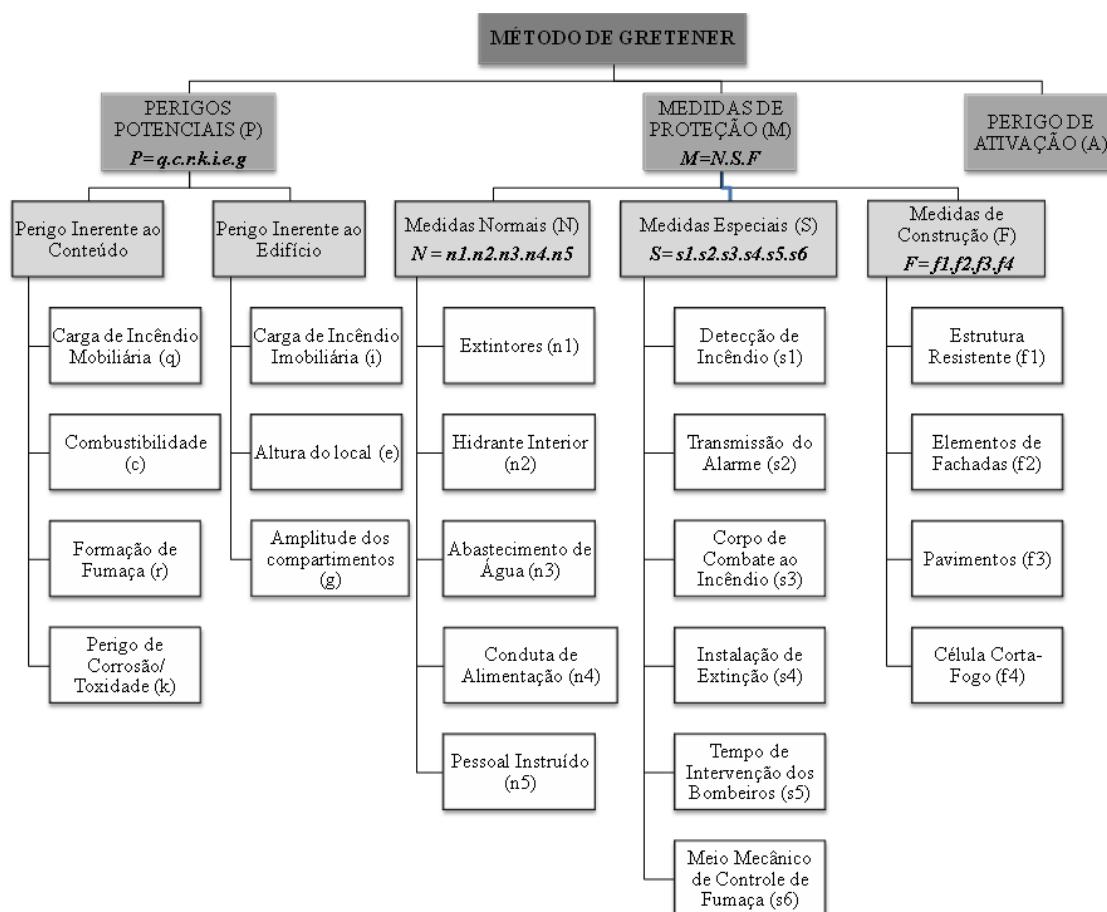 MÉTODO DE GRETENER
PERIGOS
POTENCIAIS (P)
P=q.c.r.k.i.e.g
MEDIDAS DE
PROTEÇÃO (M)
M=N.S.F
PERIGO DE
ATIVAÇÃO (A)
Perigo Inerente ao
Conteúdo
Perigo Inerente ao
Edifício
Medidas Normais (N)
N = n1.n2.n3.n4.n5
Medidas Especiais (S)
S= s1.s2.s3.s4.s5.s6
Medidas de
Construção (F)
F= f1.f2.f3.f4
Carga de Incêndio
Mobiliária (q)
Combustibilidade
(c)
Formação de
Fumaça (r)
Perigo de
Corrosão/
Toxidade (k)
Carga de Incêndio
Imobiliária (i)
Altura do local (e)
Amplitude dos
compartimentos
(g)
Extintores (n1)
Hidrante Interior
(n2)
Abastecimento de
Água (n3)
Conduta de
Alimentação (n4)
Pessoal Instruído
(n5)
Detecção de
Incêndio (s1)
Transmissão do
Alarme (s2)
Corpo de
Combate ao
Incêndio (s3)
Instalação de
Extinção (s4)
Tempo de
Intervenção dos
Bombeiros (s5)
Meio Mecânico
de Controle de
Fumaça (s6)
Estrutura
Resistente (f1)
Elementos de
Fachadas (f2)
Pavimentos (f3)
Célula Corta-
Fogo (f4)